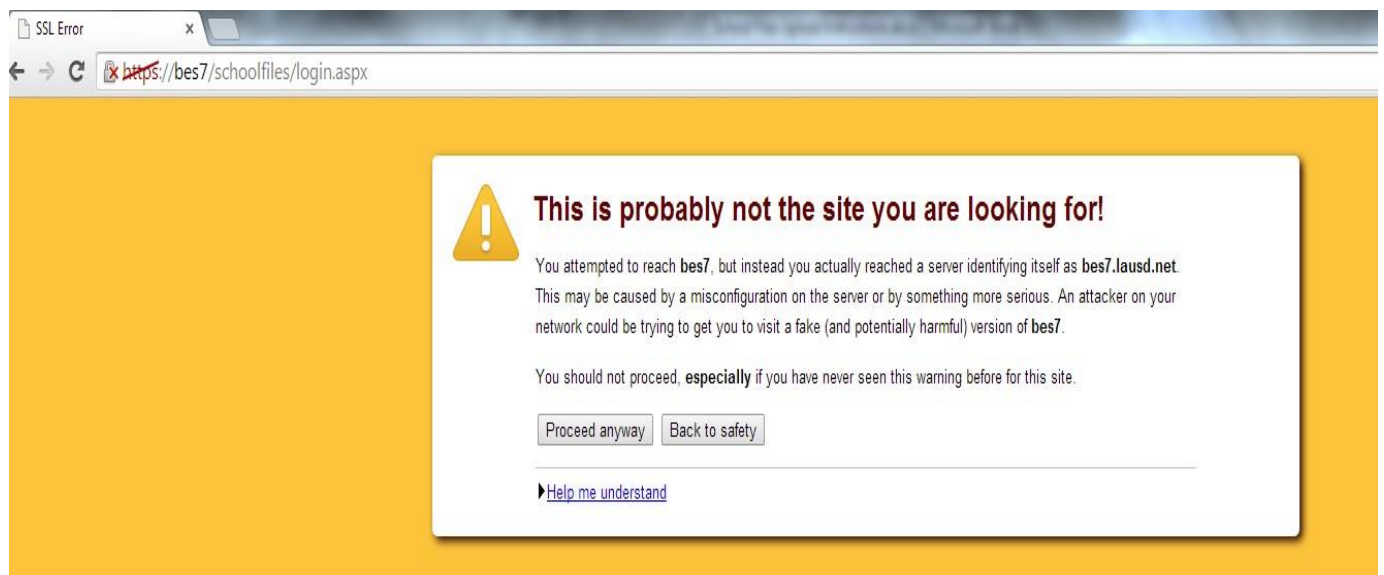 SSL Error
https://bes7/schoolfiles/login.aspx
This is probably not the site you are looking for!
You attempted to reach bes7, but instead you actually reached a server identifying itself as bes7.lausd.net.
This may be caused by a misconfiguration on the server or by something more serious. An attacker on your
network could be trying to get you to visit a fake (and potentially harmful) version of bes7.
You should not proceed, especially if you have never seen this warning before for this site.
Proceed anyway Back to safety
Help me understand